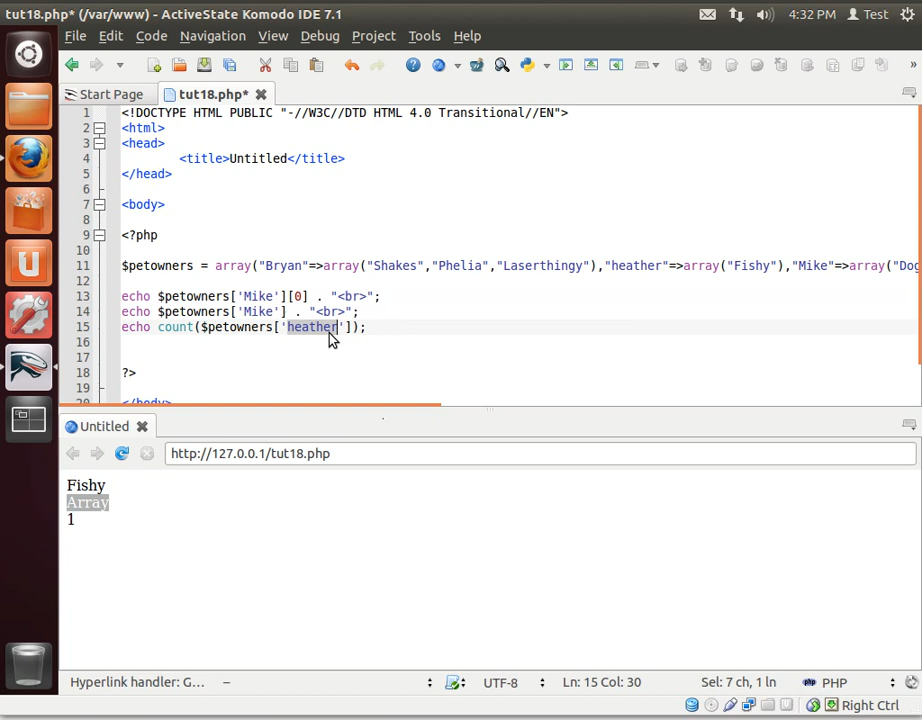 tut18.php* (/var/www) - ActiveState Komodo IDE 7.1
4:32 PM Test
File Edit Code Navigation View Debug Project Tools Help
Start Page tut18.php*
1 <!DOCTYPE HTML PUBLIC "-//W3C//DTD HTML 4.0 Transitional//EN">
2 <html>
3 <head>
4 <title>Untitled</title>
5 </head>
6
7 <body>
8
9 <?php
10
11 $petowners = array("Bryan"=>array("Shakes","Phelia","Laserthingy"),"heather"=>array("Fishy"),"Mike"=>array("Dog
12
13 echo $petowners['Mike'][0] . "<br>";
14 echo $petowners['Mike'] . "<br>";
15 echo count($petowners['heather']);
16
17
18 ?>
19
20 </body>
Untitled
http://127.0.0.1/tut18.php
Fishy
Array
1
Hyperlink handler: G... – UTF-8 Ln: 15 Col: 30 Sel: 7 ch, 1 ln php PHP
Right Ctrl